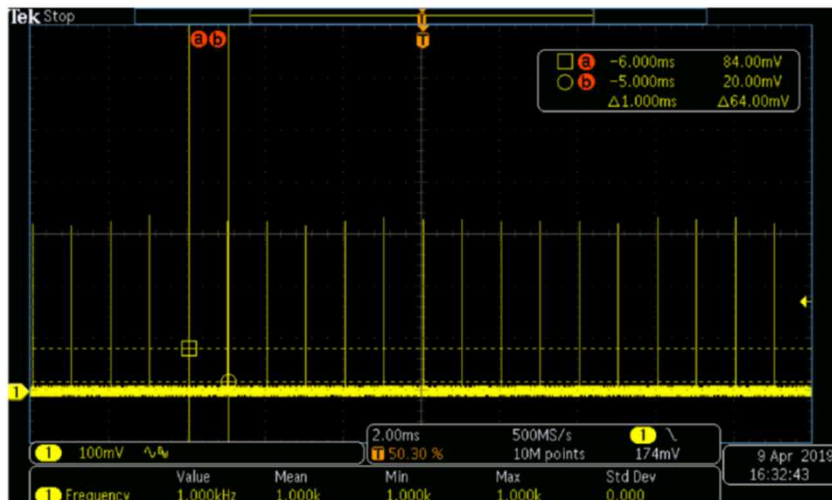 Tek Stop
T
a b
T
a -6.000ms 84.00mV
b -5.000ms 20.00mV
Δ1.000ms Δ64.00mV
1
1 100mV
2.00ms 500MS/s 1
T 50.30 % 10M points 174mV
9 Apr 2019
16:32:43
Value Mean Min Max Std Dev
1 Frequency 1.000kHz 1.000k 1.000k 1.000k 0.000